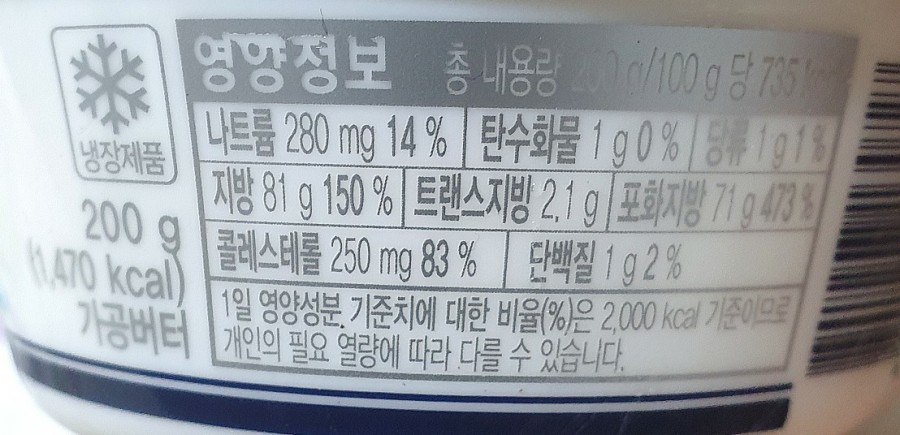 영양정보 총 내용량 200 g/100 g 당 735 kcal
나트륨 280 mg 14 % 탄수화물 1 g 0 % 당류 1 g 1 %
지방 81 g 150 % 트랜스지방 2.1 g 포화지방 71 g 473 %
콜레스테롤 250 mg 83 % 단백질 1 g 2 %
1일 영양성분 기준치에 대한 비율(%)은 2,000 kcal 기준이므로
개인의 필요 열량에 따라 다를 수 있습니다.
냉장제품
200 g
(1,470 kcal)
가공버터